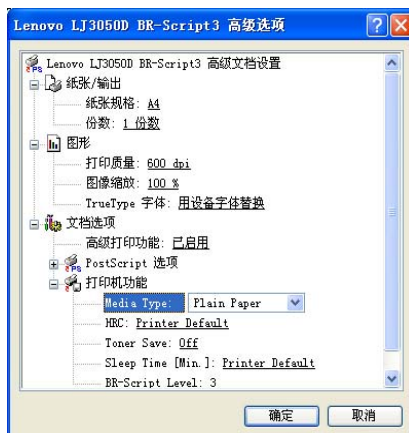 Lenovo LJ3050D BR-Script3 高级选项
Lenovo LJ3050D BR-Script3 高级文档设置
纸张/输出
纸张规格: A4
份数: 1 份数
图形
打印质量: 600 dpi
图像缩放: 100 %
TrueType 字体: 用设备字体替换
文档选项
高级打印功能: 已启用
PostScript 选项
打印机功能
Media Type: Plain Paper
HRC: Printer Default
Toner Save: Off
Sleep Time [Min.]: Printer Default
BR-Script Level: 3
确定 取消